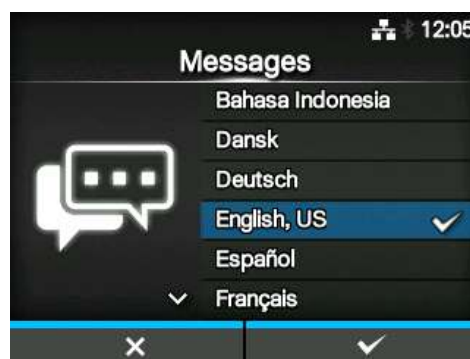 12:05
Messages
Bahasa Indonesia
Dansk
Deutsch
English, US
Español
Français